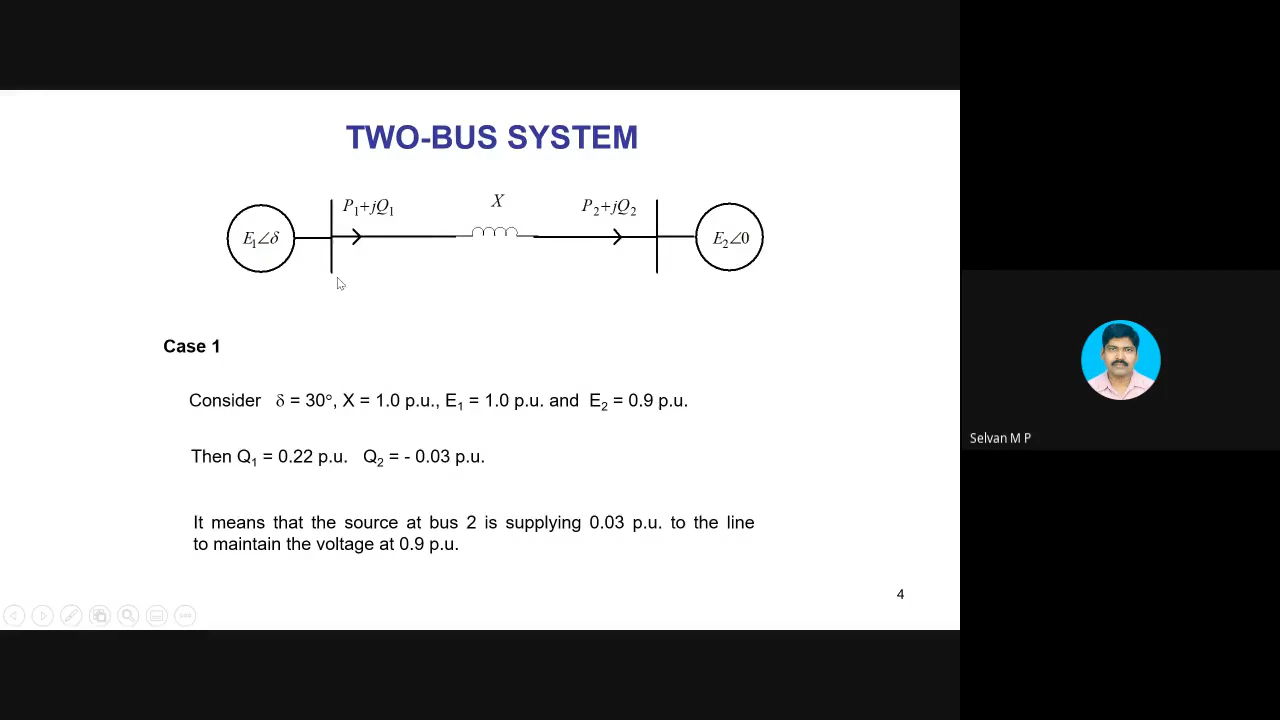 TWO-BUS SYSTEM
P₁+jQ₁ X P₂+jQ₂
E₁∠δ E₂∠0
Case 1
Consider δ = 30°, X = 1.0 p.u., E₁ = 1.0 p.u. and E₂ = 0.9 p.u.
Then Q₁ = 0.22 p.u. Q₂ = - 0.03 p.u.
It means that the source at bus 2 is supplying 0.03 p.u. to the line
to maintain the voltage at 0.9 p.u.
4
Selvan M P